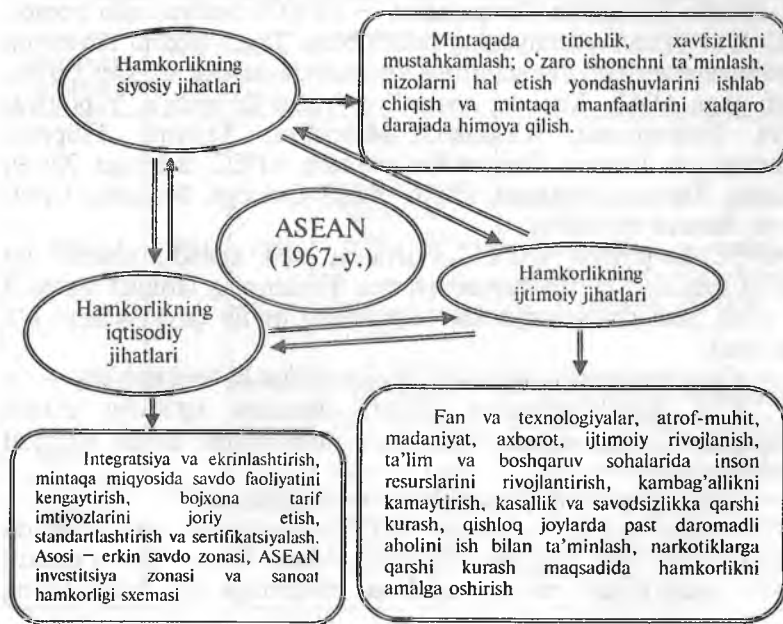 Hamkorlikning
siyosiy jihatlari
Mintaqada tinchlik, xavfsizlikni
mustahkamlash; o'zaro ishonchni ta'minlash,
nizolarni hal etish yondashuvlarini ishlab
chiqish va mintaqa manfaatlarini xalqaro
darajada himoya qilish.
ASEAN
(1967-y.)
Hamkorlikning
ijtimoiy jihatlari
Hamkorlikning
iqtisodiy
jihatlari
Integratsiya va ekrinlashtirish,
mintaqa miqyosida savdo faoliyatini
kengaytirish, bojxona tarif
imtiyozlarini joriy etish,
standartlashtirish va sertifikatsiyalash.
Asosi – erkin savdo zonasi, ASEAN
investitsiya zonasi va sanoat
hamkorligi sxemasi
Fan va texnologiyalar, atrof-muhit,
madaniyat, axborot, ijtimoiy rivojlanish,
ta'lim va boshqaruv sohalarida inson
resurslarini rivojlantirish, kambag'allikni
kamaytirish, kasallik va savodsizlikka qarshi
kurash, qishloq joylarda past daromadli
aholini ish bilan ta'minlash, narkotiklarga
qarshi kurash maqsadida hamkorlikni
amalga oshirish